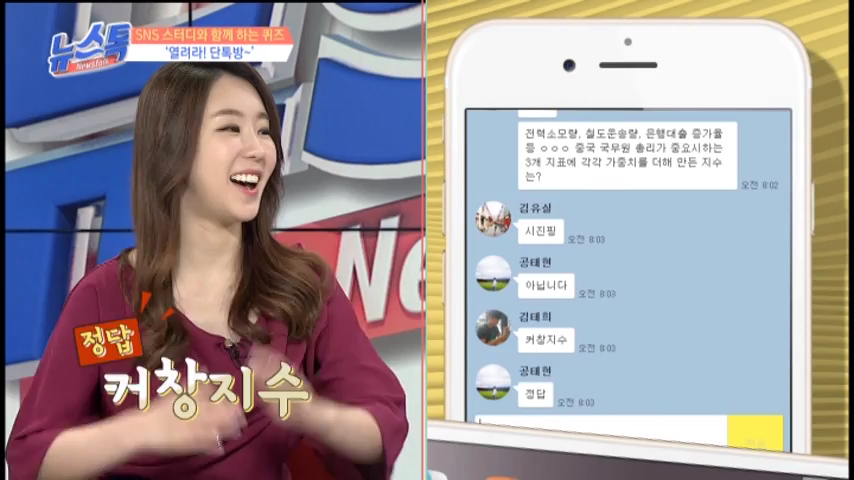 SNS 스터디와 함께 하는 퀴즈
뉴스톡
Newstalk
'열려라! 단톡방~'
Ne
정답
커창지수
전력소모량, 철도운송량, 은행대출 증가율
등 ㅇㅇㅇ 중국 국무원 총리가 중요시하는
3개 지표에 각각 가중치를 더해 만든 지수
는?
오전 8:02
김유실
시진핑
오전 8:03
공태현
아닙니다
오전 8:03
김태희
커창지수
오전 8:03
공태현
정답
오전 8:03